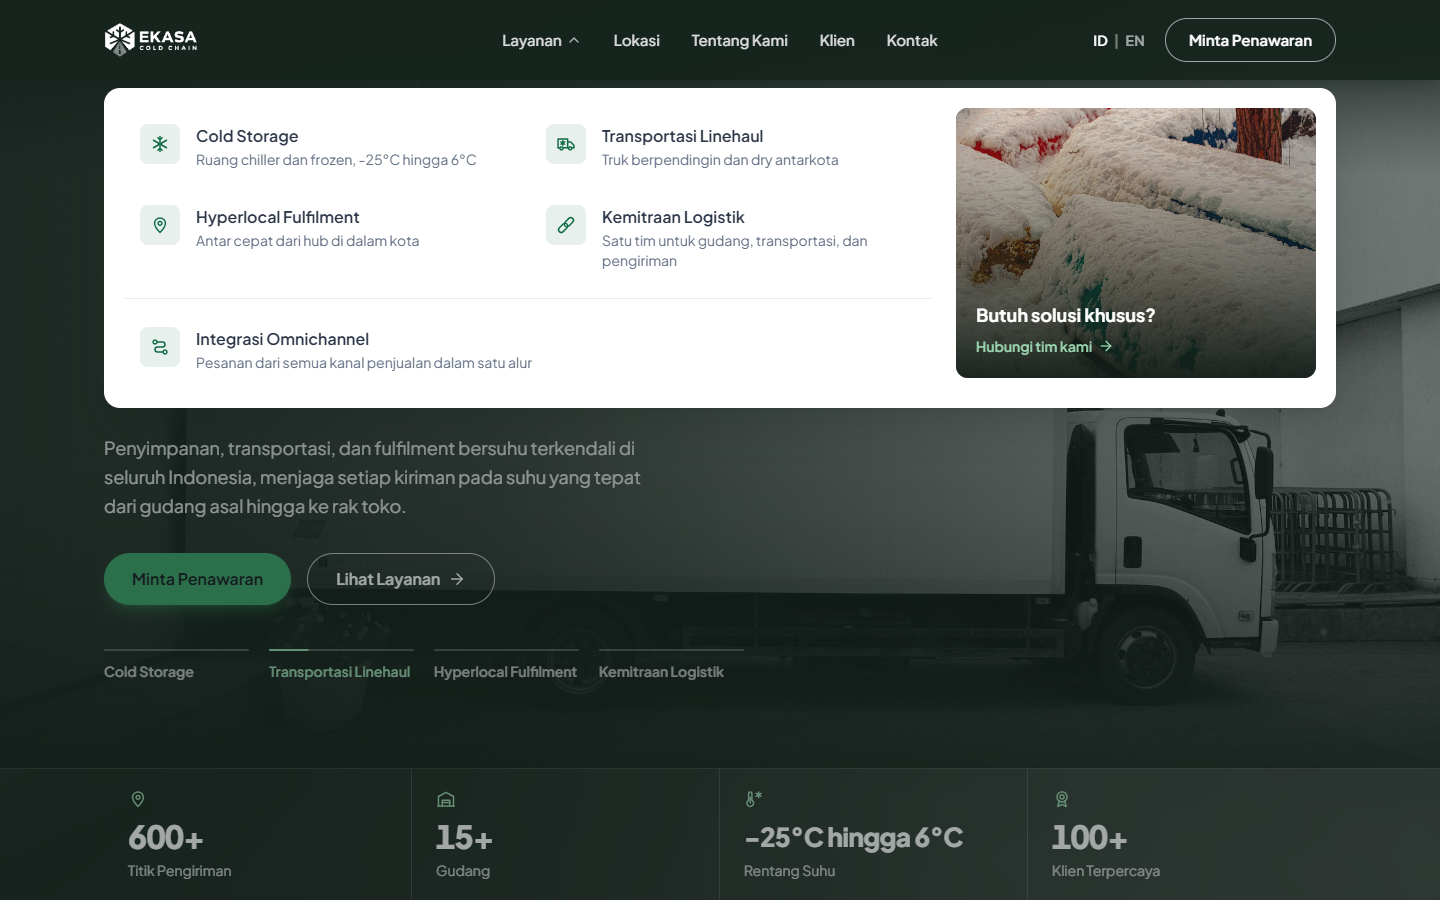 EKASA
COLD CHAIN
Layanan
Lokasi
Tentang Kami
Klien
Kontak
ID | EN
Minta Penawaran
Cold Storage
Ruang chiller dan frozen, -25°C hingga 6°C
Transportasi Linehaul
Truk berpendingin dan dry antarkota
Hyperlocal Fulfilment
Antar cepat dari hub di dalam kota
Kemitraan Logistik
Satu tim untuk gudang, transportasi, dan
pengiriman
Integrasi Omnichannel
Pesanan dari semua kanal penjualan dalam satu alur
Butuh solusi khusus?
Hubungi tim kami →
Penyimpanan, transportasi, dan fulfilment bersuhu terkendali di
seluruh Indonesia, menjaga setiap kiriman pada suhu yang tepat
dari gudang asal hingga ke rak toko.
Minta Penawaran
Lihat Layanan →
Cold Storage
Transportasi Linehaul
Hyperlocal Fulfilment
Kemitraan Logistik
600+
Titik Pengiriman
15+
Gudang
-25°C hingga 6°C
Rentang Suhu
100+
Klien Terpercaya